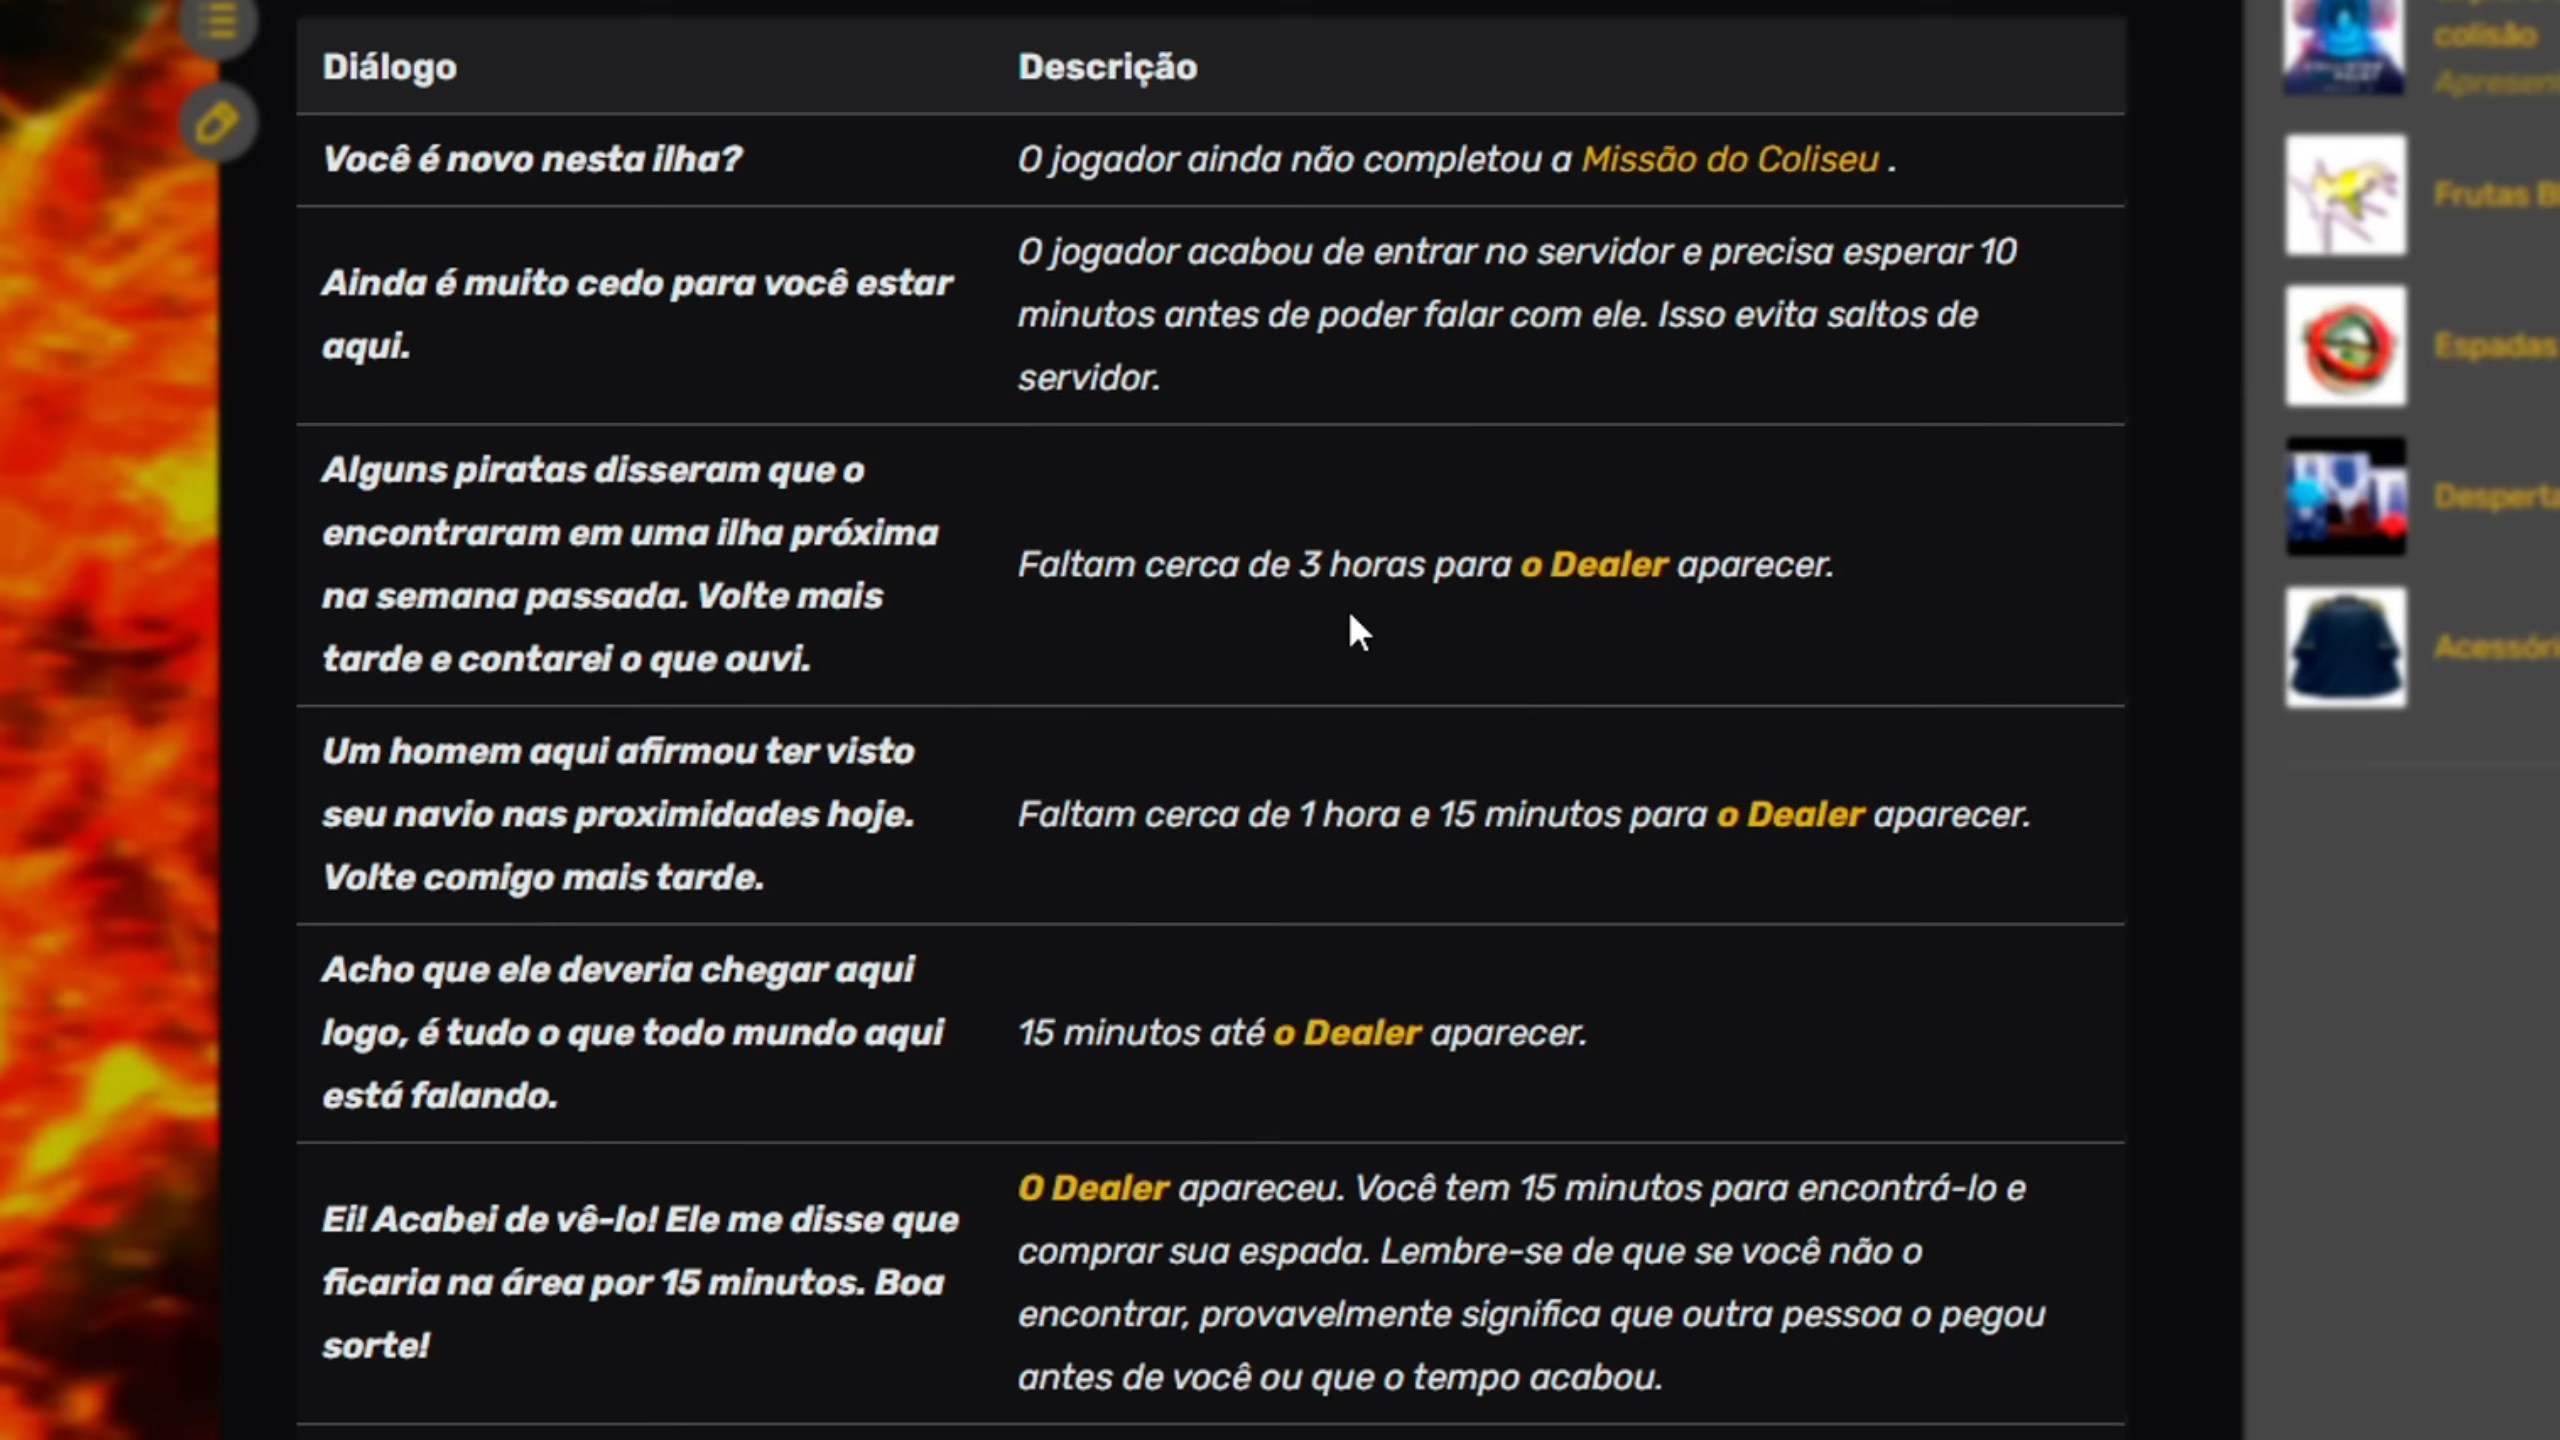 Diálogo
Descrição
Você é novo nesta ilha?
O jogador ainda não completou a Missão do Coliseu .
Ainda é muito cedo para você estar
aqui.
O jogador acabou de entrar no servidor e precisa esperar 10
minutos antes de poder falar com ele. Isso evita saltos de
servidor.
Alguns piratas disseram que o
encontraram em uma ilha próxima
na semana passada. Volte mais
tarde e contarei o que ouvi.
Faltam cerca de 3 horas para o Dealer aparecer.
Um homem aqui afirmou ter visto
seu navio nas proximidades hoje.
Volte comigo mais tarde.
Faltam cerca de 1 hora e 15 minutos para o Dealer aparecer.
Acho que ele deveria chegar aqui
logo, é tudo o que todo mundo aqui
está falando.
15 minutos até o Dealer aparecer.
Ei! Acabei de vê-lo! Ele me disse que
ficaria na área por 15 minutos. Boa
sorte!
O Dealer apareceu. Você tem 15 minutos para encontrá-lo e
comprar sua espada. Lembre-se de que se você não o
encontrar, provavelmente significa que outra pessoa o pegou
antes de você ou que o tempo acabou.
colisão
Frutas
Espadas